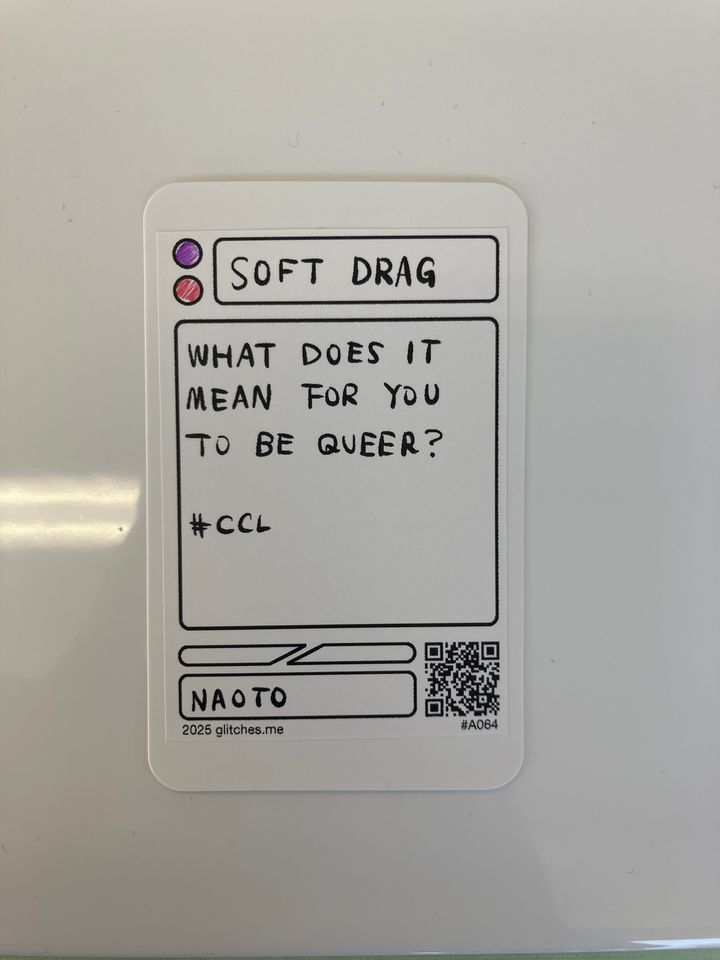 SOFT DRAG
WHAT DOES IT
MEAN FOR YOU
TO BE QUEER?
#CCL
NAOTO
2025 glitches.me
#A064